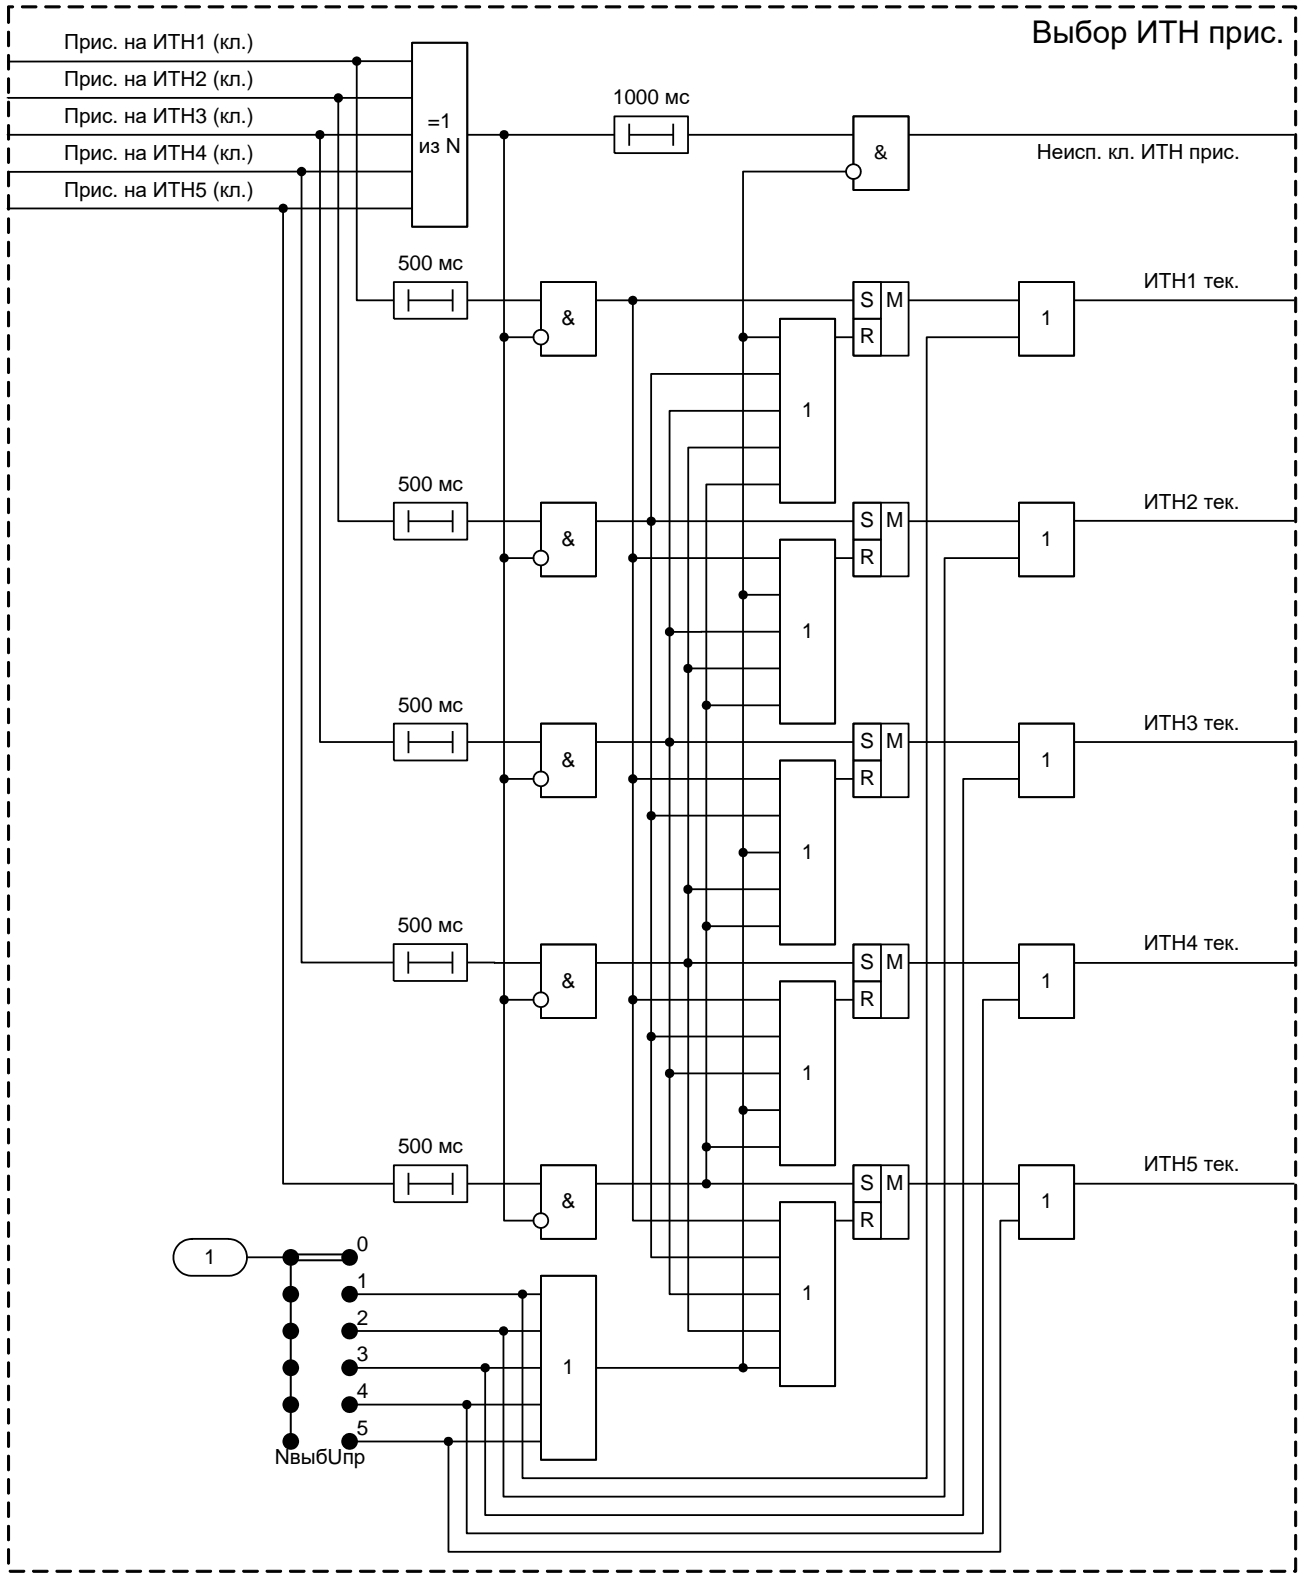 Выбор ИТН прис.
Прис. на ИТН1 (кл.)
Прис. на ИТН2 (кл.)
Прис. на ИТН3 (кл.)
Прис. на ИТН4 (кл.)
Прис. на ИТН5 (кл.)
=1
из N
1000 мс
&
Неисп. кл. ИТН прис.
500 мс
&
S M
R
1
1
ИТН1 тек.
500 мс
&
S M
R
1
1
ИТН2 тек.
500 мс
&
S M
R
1
1
ИТН3 тек.
500 мс
&
S M
R
1
1
ИТН4 тек.
500 мс
&
S M
R
1
1
ИТН5 тек.
1
0
1
2
3
4
5
NвыбUпр
1